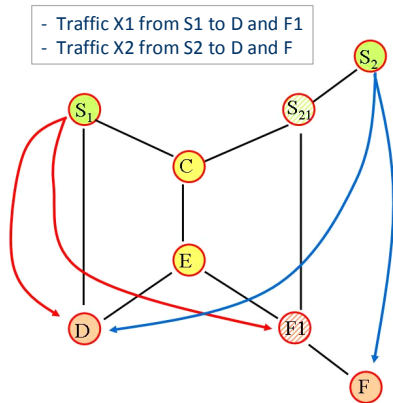 - Traffic X1 from S1 to D and F1
- Traffic X2 from S2 to D and F
S2
S1
S21
C
E
D
F1
F